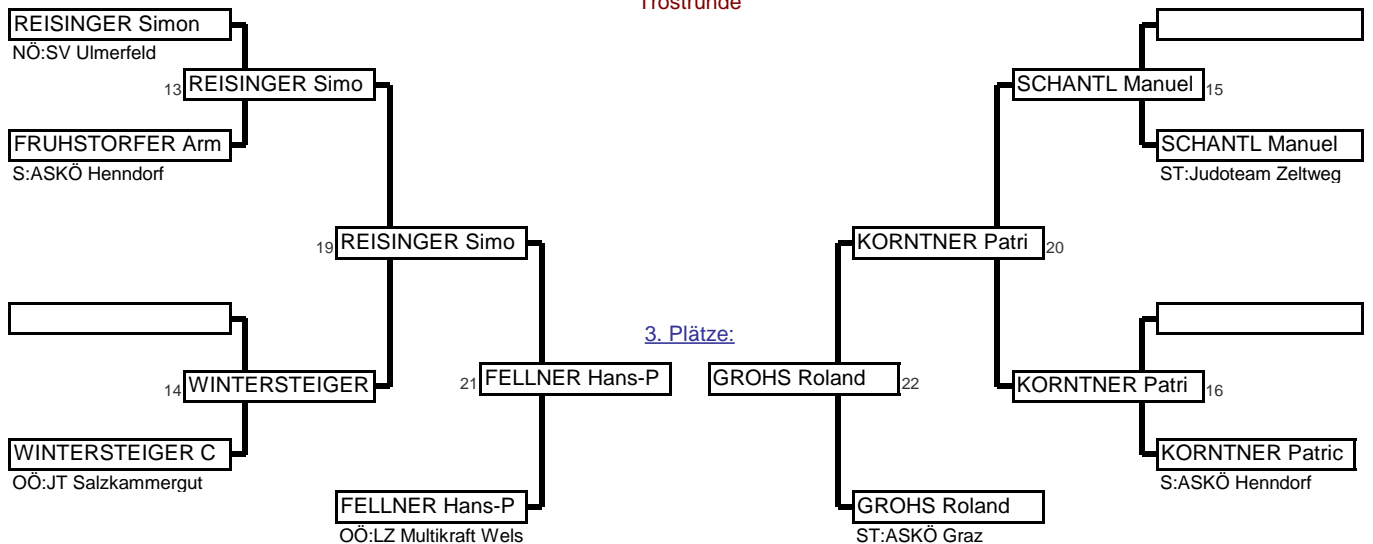 Trostrunde
REISINGER Simon
NÖ:SV Ulmerfeld
13 REISINGER Simo
FRUHSTORFER Arm
S:ASKÖ Henndorf
19 REISINGER Simo
14 WINTERSTEIGER
WINTERSTEIGER C
OÖ:JT Salzkammergut
21 FELLNER Hans-P
FELLNER Hans-P
OÖ:LZ Multikraft Wels
3. Plätze:
SCHANTL Manuel 15
SCHANTL Manuel
ST:Judoteam Zeltweg
KORNTNER Patri 20
GROHS Roland 22
KORNTNER Patri 16
KORNTNER Patric
S:ASKÖ Henndorf
GROHS Roland
ST:ASKÖ Graz